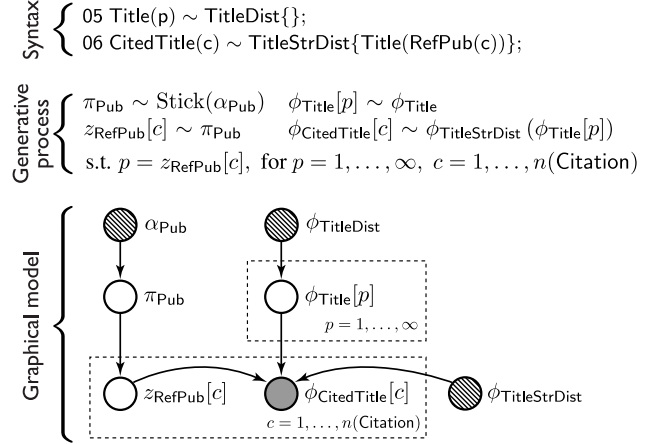 Syntax
05 Title(p) ~ TitleDist{};
06 CitedTitle(c) ~ TitleStrDist{Title(RefPub(c))};
Generative process
π_Pub ∼ Stick(α_Pub) ϕ_Title[p] ∼ ϕ_Title
z_RefPub[c] ∼ π_Pub ϕ_CitedTitle[c] ∼ ϕ_TitleStrDist (ϕ_Title[p])
s.t. p = z_RefPub[c], for p = 1, . . . , ∞, c = 1, . . . , n(Citation)
Graphical model
α_Pub ϕ_TitleDist
π_Pub ϕ_Title[p]
p = 1, . . . , ∞
z_RefPub[c] ϕ_CitedTitle[c] ϕ_TitleStrDist
c = 1, . . . , n(Citation)